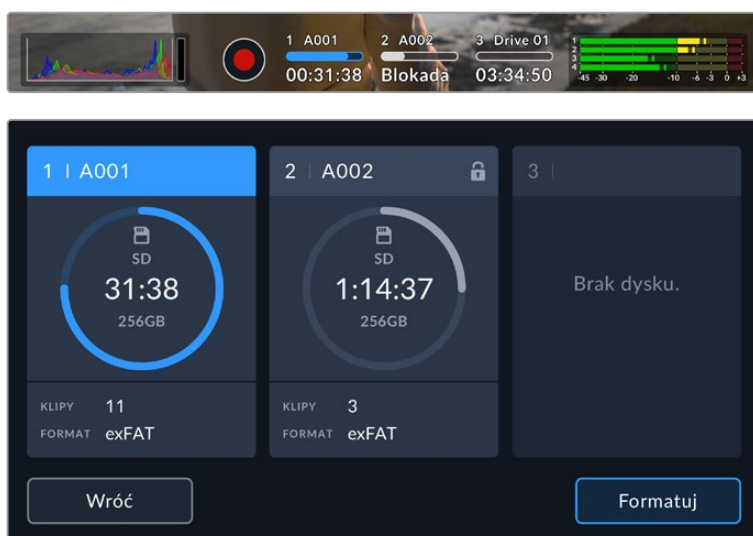 1 A001 2 A002 3 Drive 01
00:31:38 Blokada 03:34:50
1
2
3
4
-45 -30 -20 -10 -6 -3 0 +3
1 A001 2 A002 3
SD SD
31:38 1:14:37 Brak dysku.
256GB 256GB
KLIPY 11 KLIPY 3
FORMAT exFAT FORMAT exFAT
Wróć Formatuj